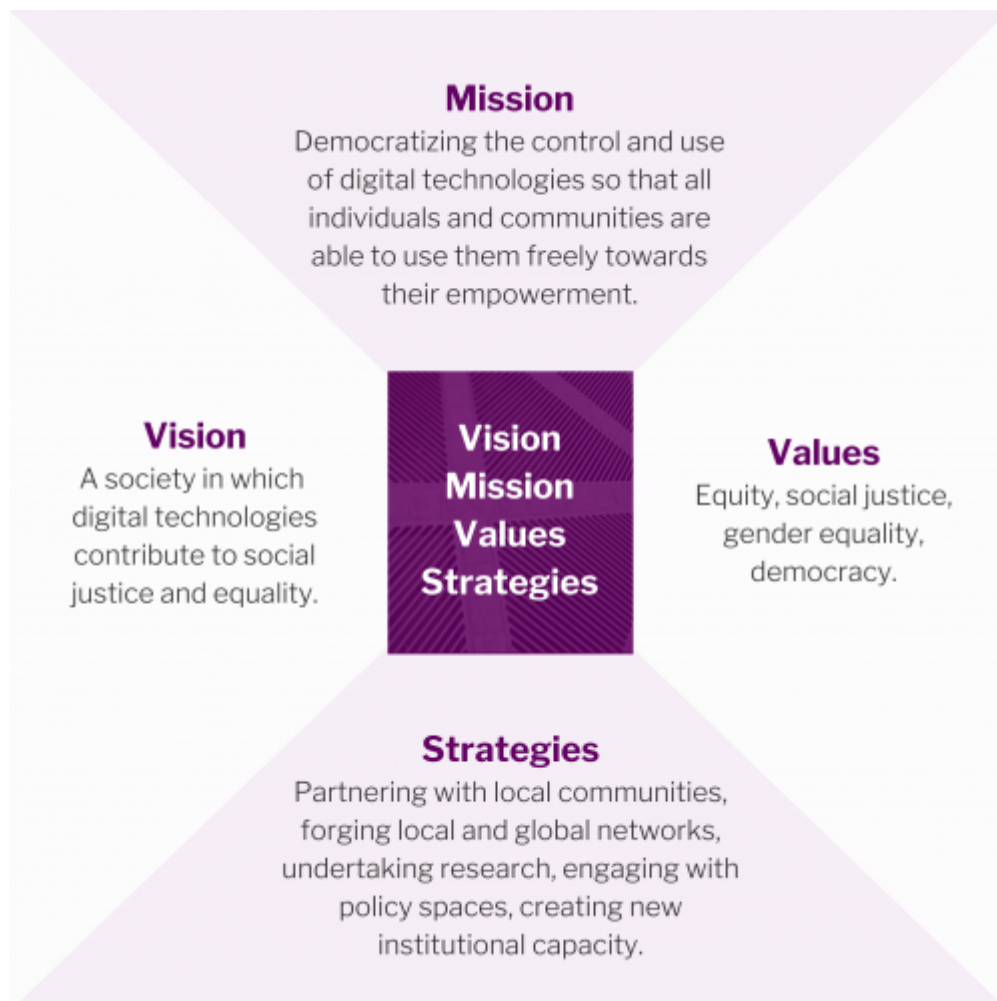 Mission
Democratizing the control and use
of digital technologies so that all
individuals and communities are
able to use them freely towards
their empowerment.
Vision
A society in which
digital technologies
contribute to social
justice and equality.
Vision
Mission
Values
Strategies
Values
Equity, social justice,
gender equality,
democracy.
Strategies
Partnering with local communities,
forging local and global networks,
undertaking research, engaging with
policy spaces, creating new
institutional capacity.